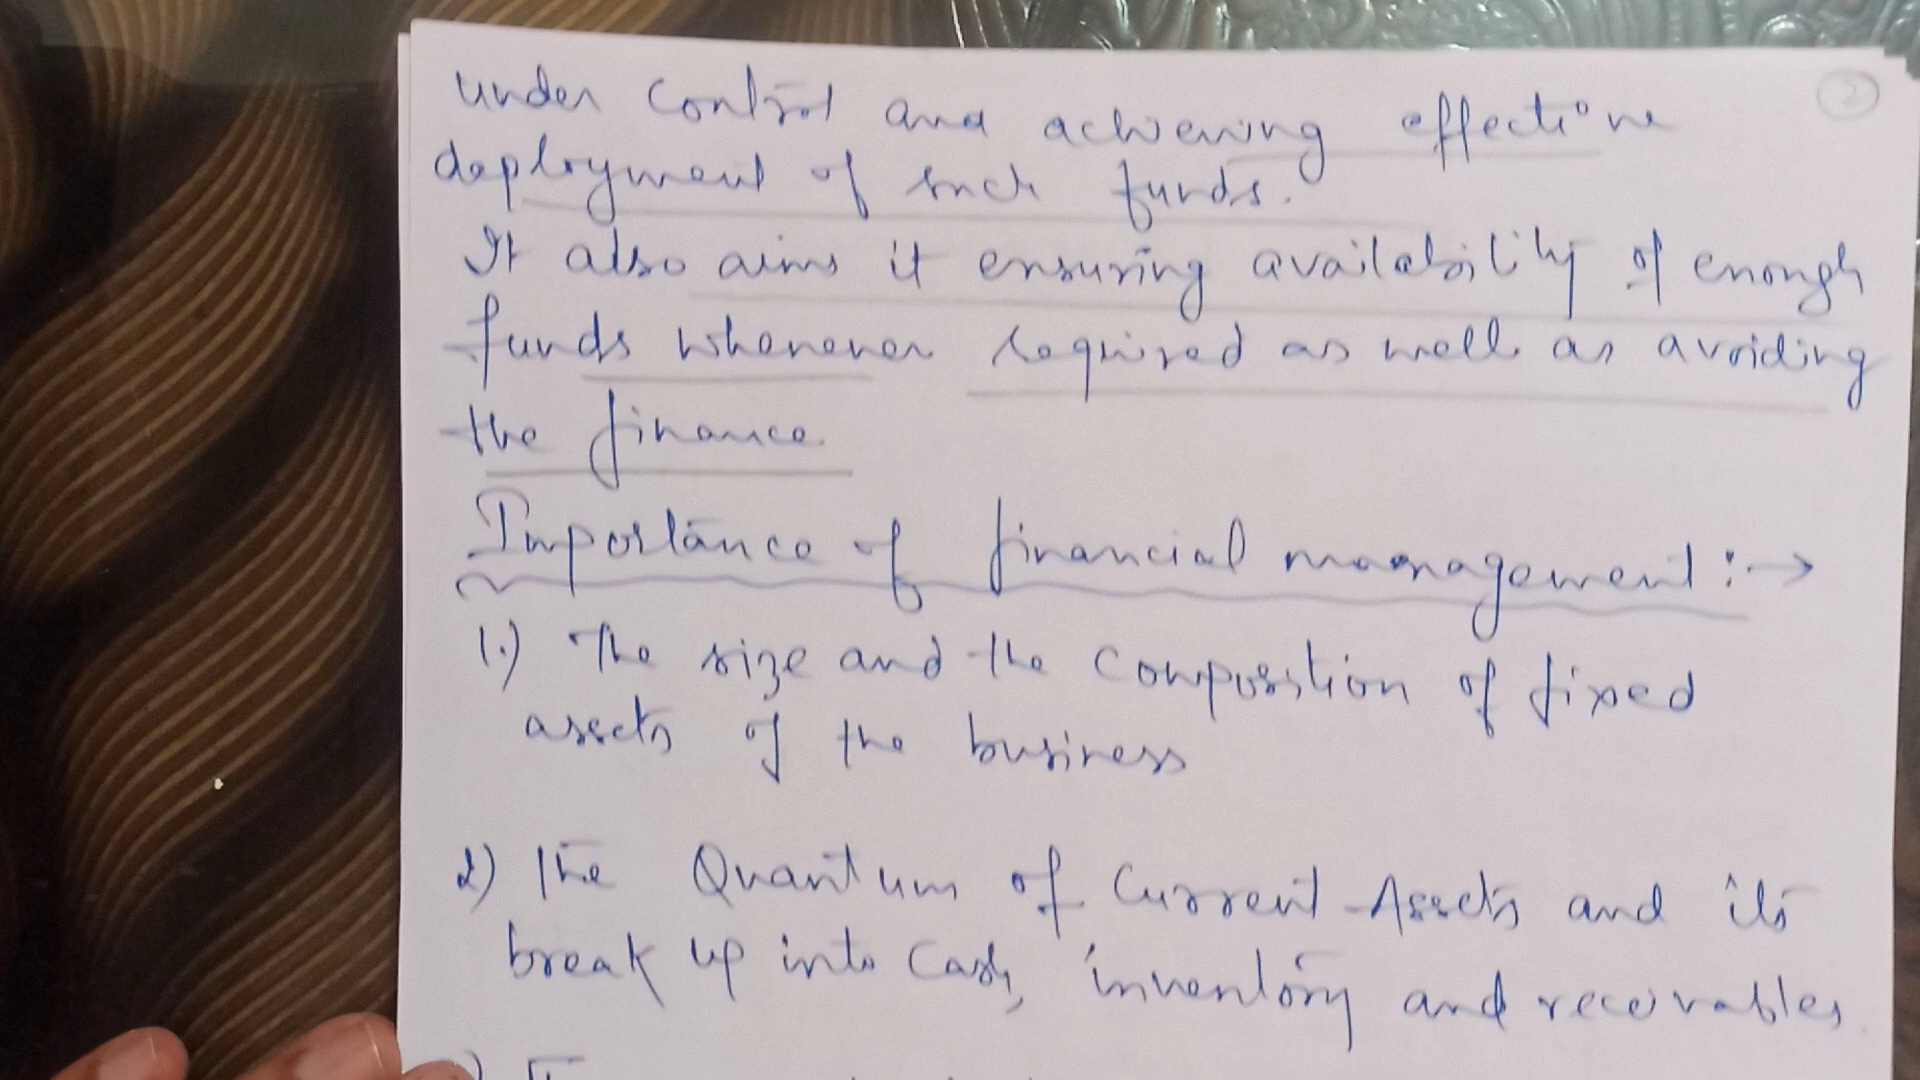 2
under control and achieving effective
deployment of such funds.
It also aims it ensuring availability of enough
funds whenever required as well as avoiding
the finance.
Importance of financial management :→
1.) The size and the composition of fixed
assets of the business
2) The Quantum of Current Assets and its
break up into Cash, inventory and receivables.